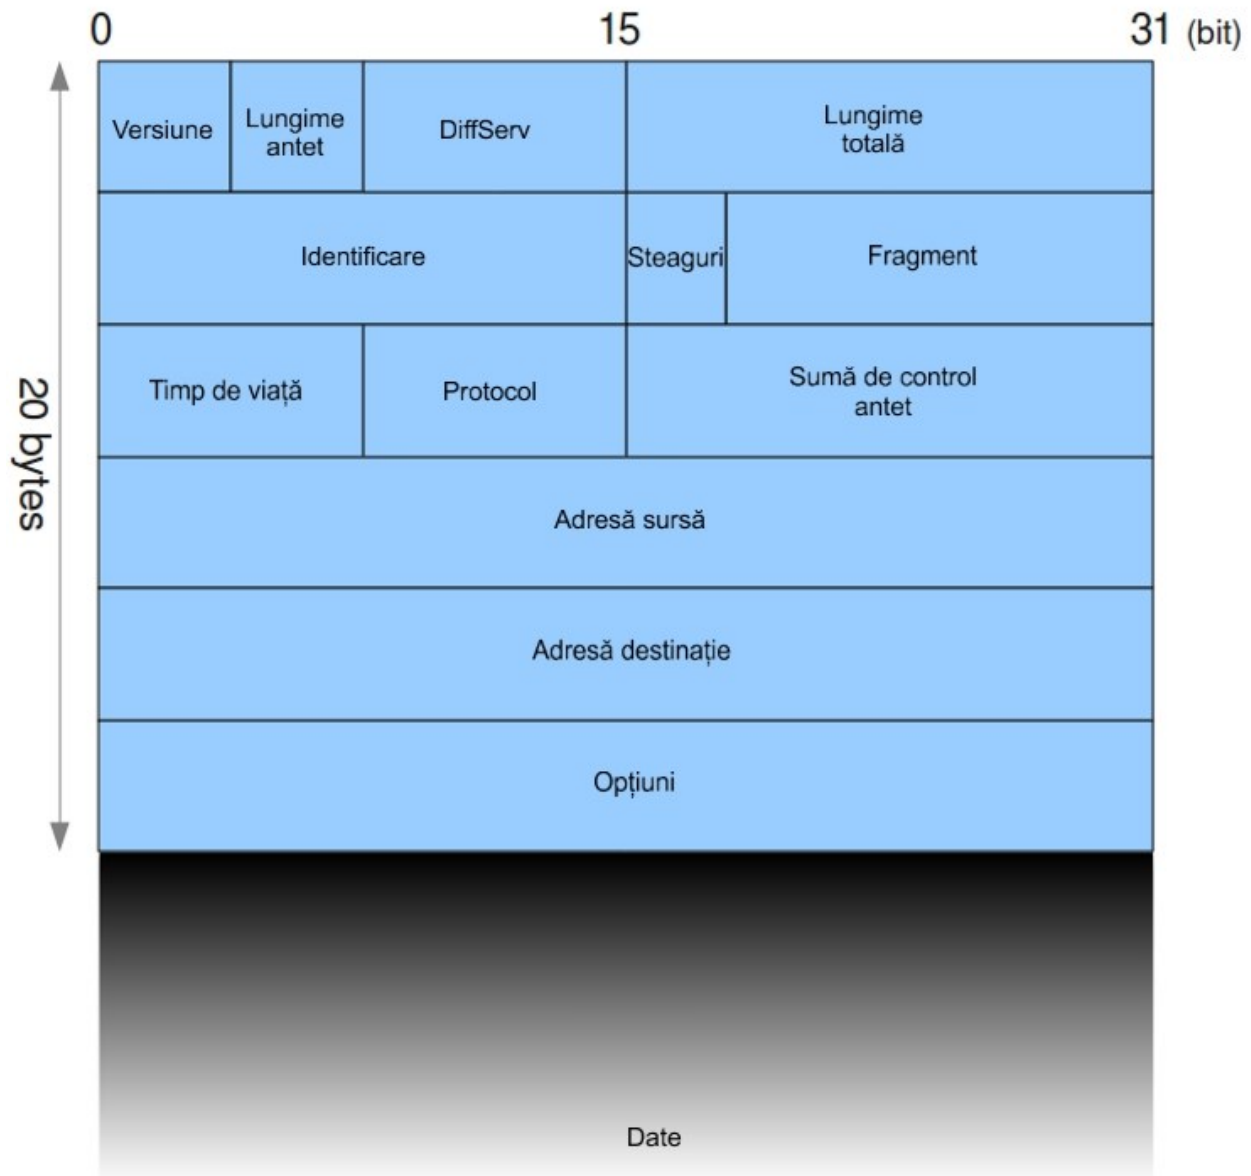 0 15 31 (bit)
Versiune
Lungime
antet
DiffServ
Lungime
totală
Identificare
Steaguri
Fragment
Timp de viață
Protocol
Sumă de control
antet
20 bytes
Adresă sursă
Adresă destinație
Opțiuni
Date